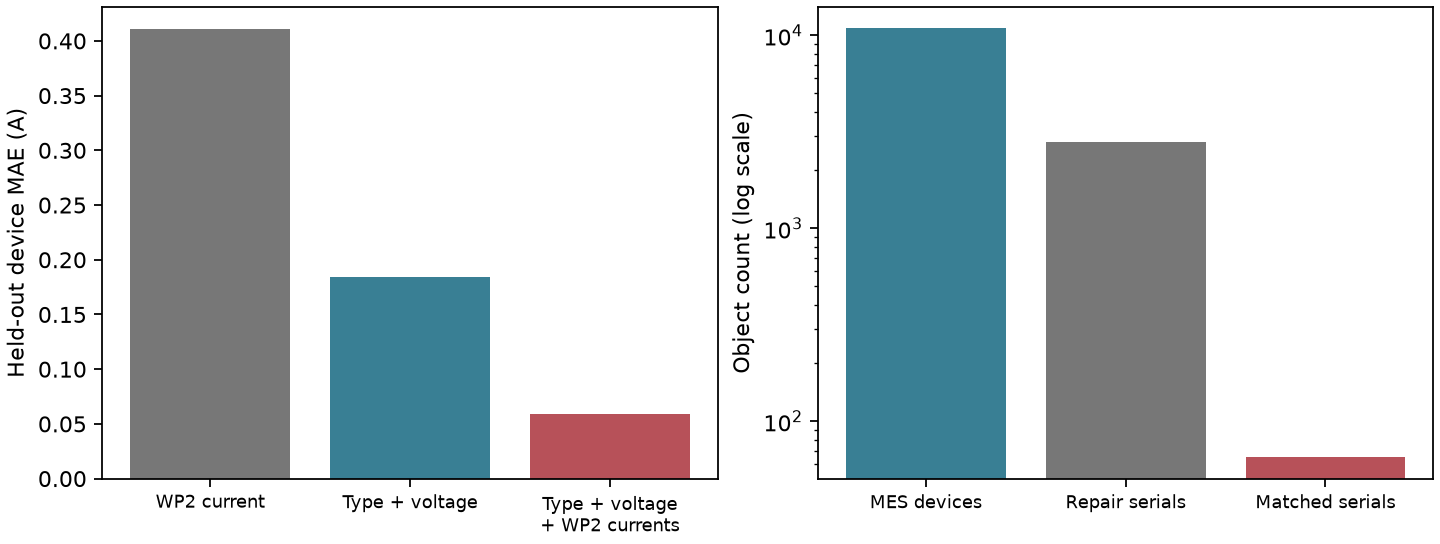 Held-out device MAE (A)
0.40
0.35
0.30
0.25
0.20
0.15
0.10
0.05
0.00
WP2 current
Type + voltage
Type + voltage
+ WP2 currents
Object count (log scale)
10⁴
10³
10²
MES devices
Repair serials
Matched serials